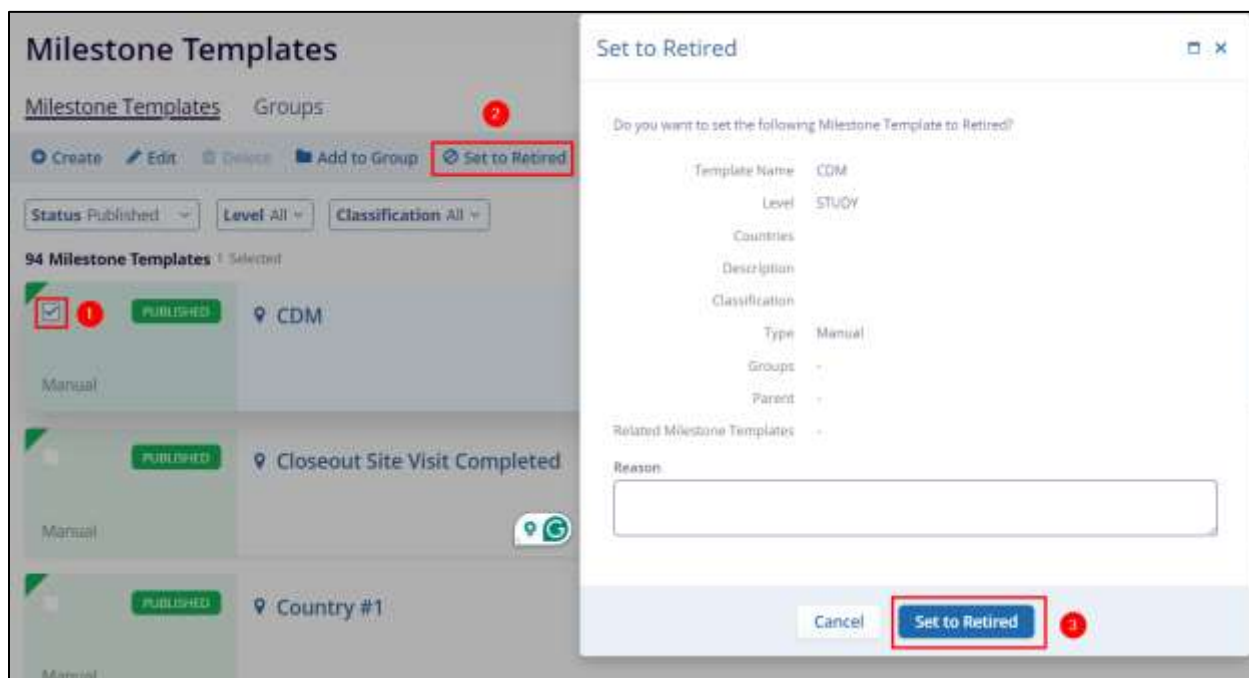 Milestone Templates
Milestone Templates Groups
2
Create Edit Delete Add to Group Set to Retired
Status Published Level All Classification All
94 Milestone Templates 1 Selected
1
PUBLISHED
CDM
Manual
PUBLISHED
Closeout Site Visit Completed
Manual
G
PUBLISHED
Country #1
Manual
Set to Retired
Do you want to set the following Milestone Template to Retired?
Template Name CDM
Level STUDY
Countries
Description
Classification
Type Manual
Groups -
Parent -
Related Milestone Templates -
Reason
Cancel Set to Retired
3